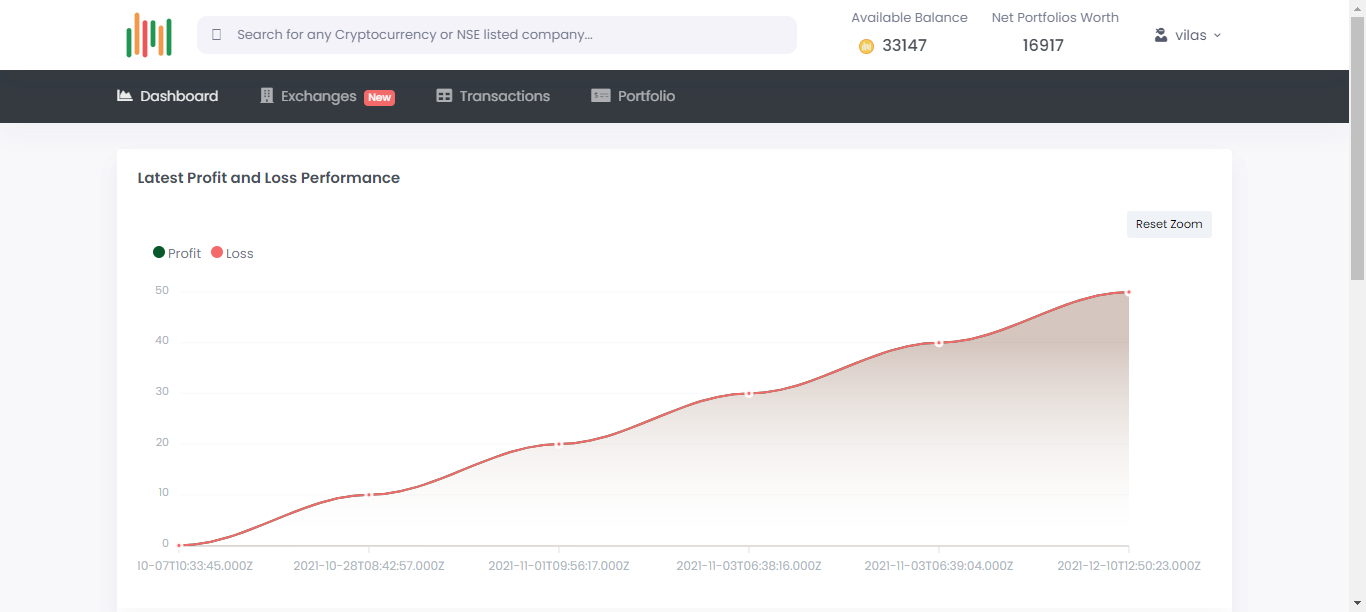 Search for any Cryptocurrency or NSE listed company...
Available Balance
33147
Net Portfolios Worth
16917
vilas
Dashboard
Exchanges New
Transactions
Portfolio
Latest Profit and Loss Performance
Reset Zoom
Profit Loss
50
40
30
20
10
0
10-07T10:33:45.000Z 2021-10-28T08:42:57.000Z 2021-11-01T09:56:17.000Z 2021-11-03T06:38:16.000Z 2021-11-03T06:39:04.000Z 2021-12-10T12:50:23.000Z